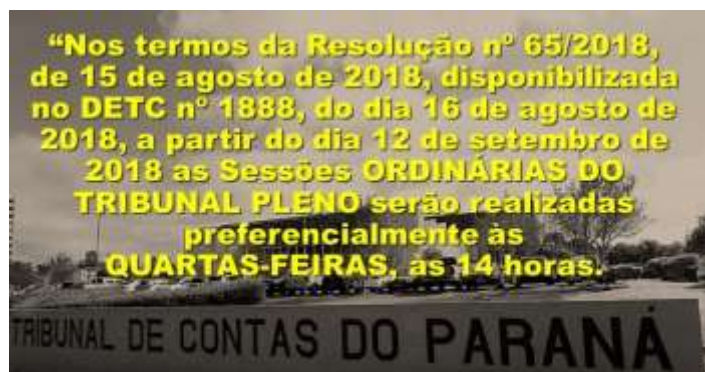 “Nos termos da Resolução nº 65/2018,
de 15 de agosto de 2018, disponibilizada
no DETC nº 1888, do dia 16 de agosto de
2018, a partir do dia 12 de setembro de
2018 as Sessões ORDINÁRIAS DO
TRIBUNAL PLENO serão realizadas
preferencialmente às
QUARTAS-FEIRAS, às 14 horas.
TRIBUNAL DE CONTAS DO PARANÁ